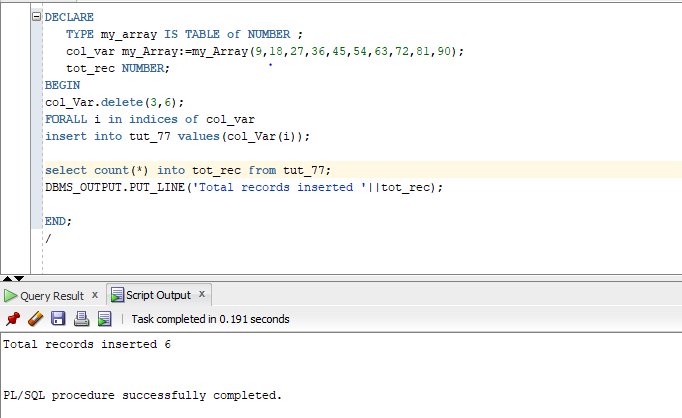 DECLARE
TYPE my_array IS TABLE of NUMBER ;
col_var my_Array:=my_Array(9,18,27,36,45,54,63,72,81,90);
tot_rec NUMBER;
BEGIN
col_Var.delete(3,6);
FORALL i in indices of col_var
insert into tut_77 values(col_Var(i));
select count(*) into tot_rec from tut_77;
DBMS_OUTPUT.PUT_LINE('Total records inserted '||tot_rec);
END;
/
Query Result x Script Output x
Task completed in 0.191 seconds
Total records inserted 6
PL/SQL procedure successfully completed.